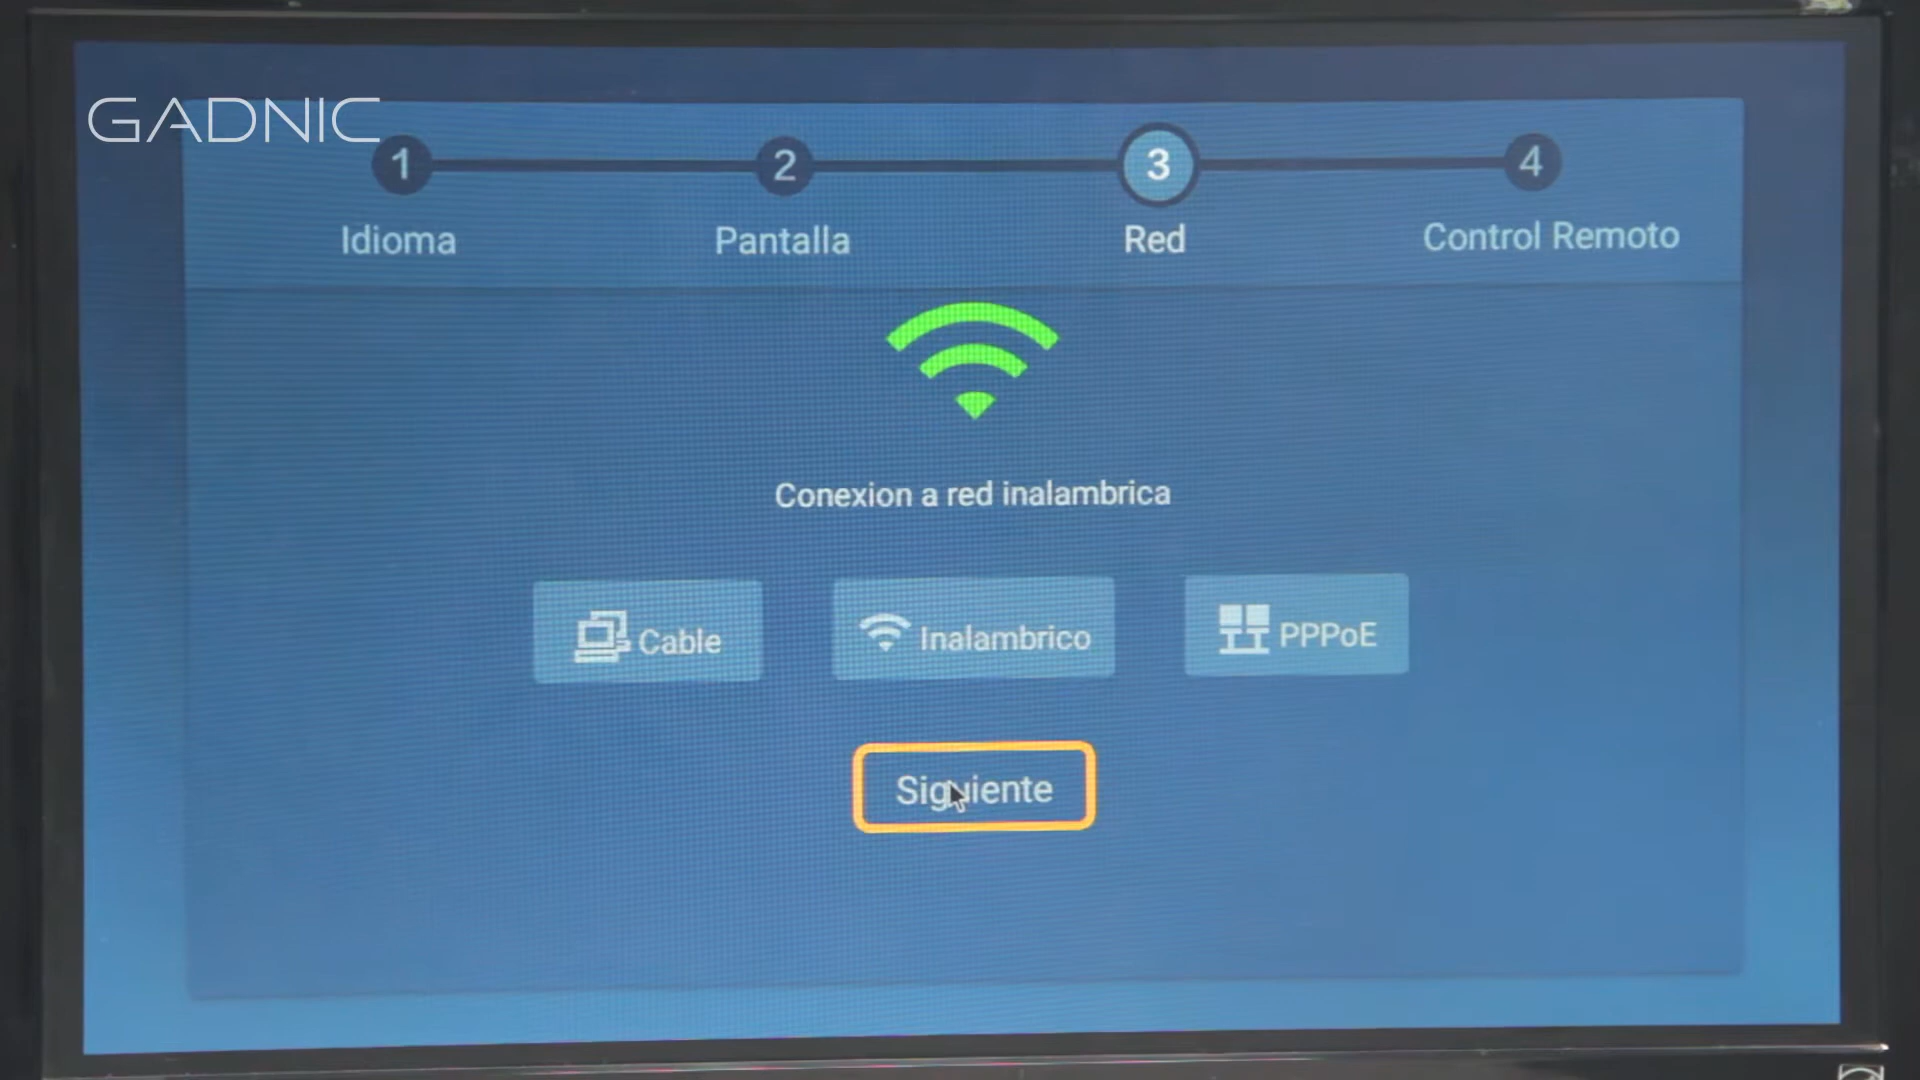 GADNIC
1 2 3 4
Idioma Pantalla Red Control Remoto
Conexion a red inalambrica
Cable Inalambrico PPPoE
Siguiente